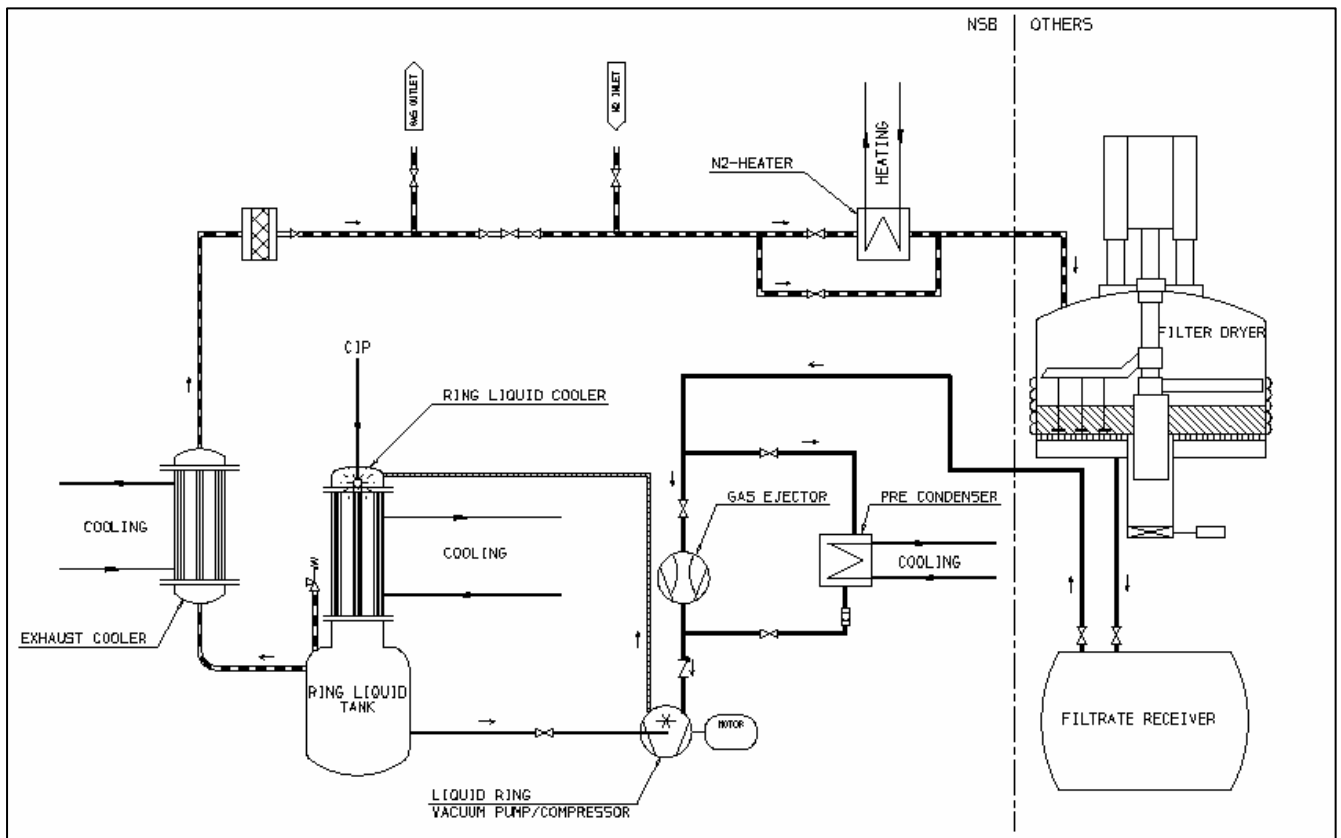 NSB
OTHERS
GAS OUTLET
N2 INLET
HEATING
N2-HEATER
FILTER DRYER
CIP
RING LIQUID COOLER
GAS EJECTOR
PRE CONDENSER
COOLING
COOLING
COOLING
EXHAUST COOLER
RING LIQUID
TANK
MOTOR
FILTRATE RECEIVER
LIQUID RING
VACUUM PUMP/COMPRESSOR